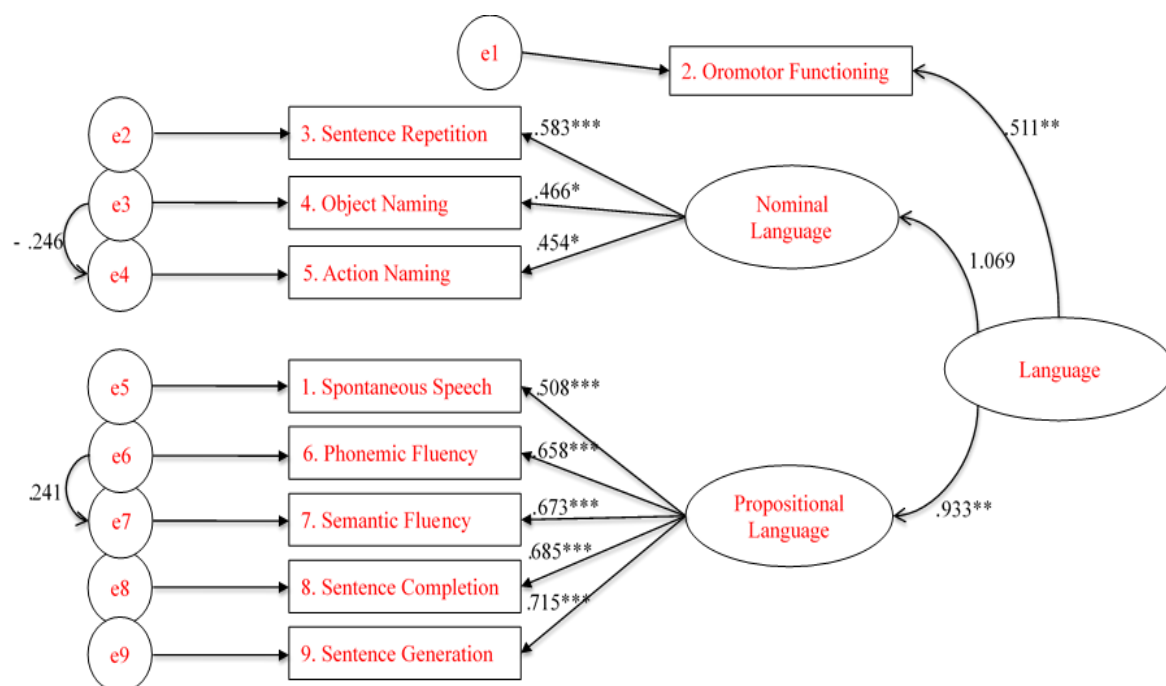 e1
2. Oromotor Functioning
.511**
e2
3. Sentence Repetition
.583***
e3
4. Object Naming
.466*
Nominal
Language
- .246
e4
5. Action Naming
.454*
1.069
Language
e5
1. Spontaneous Speech
.508***
e6
6. Phonemic Fluency
.658***
.241
e7
7. Semantic Fluency
.673***
Propositional
Language
.933**
e8
8. Sentence Completion
.685***
e9
9. Sentence Generation
.715***